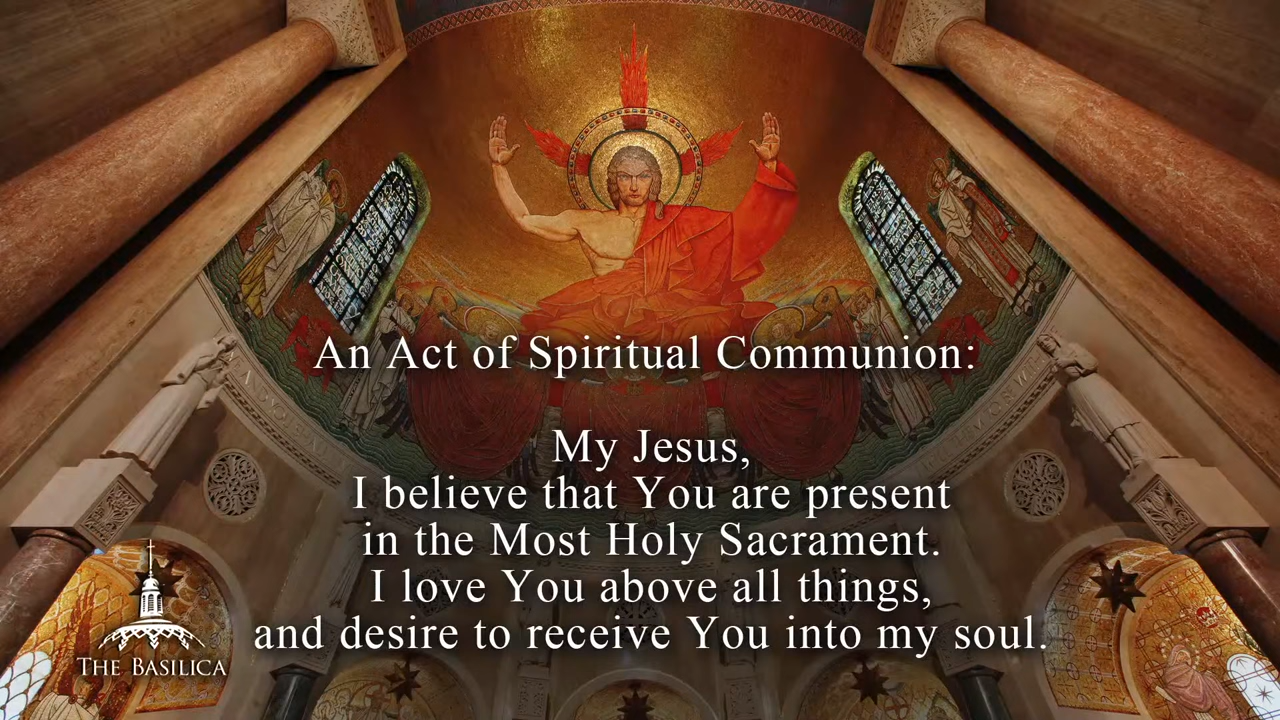 An Act of Spiritual Communion:
My Jesus,
I believe that You are present
in the Most Holy Sacrament.
I love You above all things,
and desire to receive You into my soul.
THE BASILICA